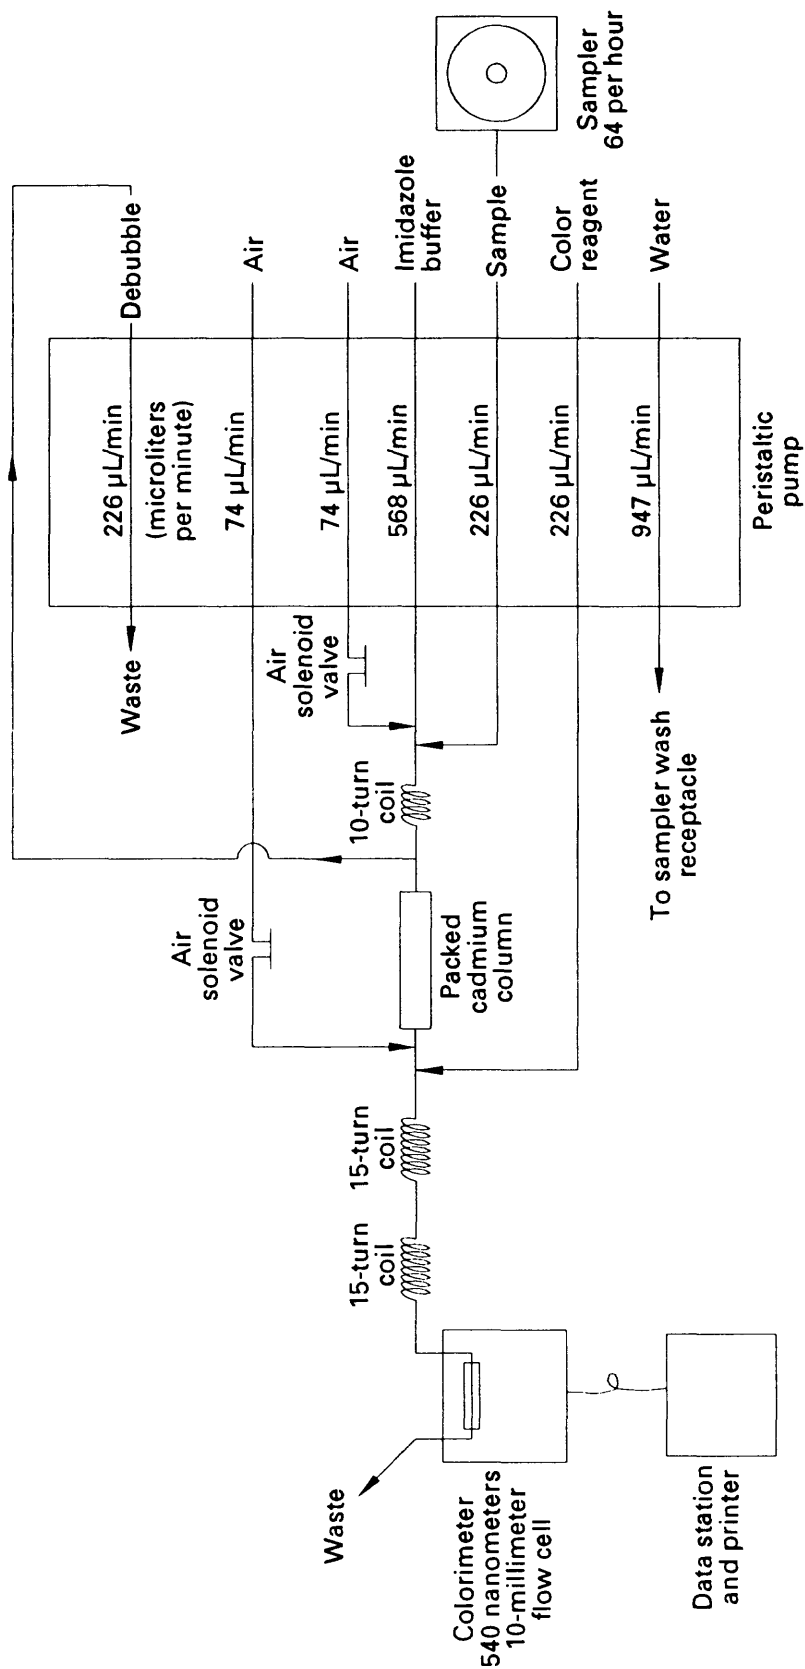 Sampler
64 per hour
Debubble
Air
Air
Imidazole
buffer
Sample
Color
reagent
Water
226 µL/min
(microliters
per minute)
74 µL/min
74 µL/min
568 µL/min
226 µL/min
226 µL/min
947 µL/min
Peristaltic
pump
Waste
Air
solenoid
valve
10-turn
coil
To sampler wash
receptacle
Air
solenoid
valve
Packed
cadmium
column
15-turn
coil
15-turn
coil
Waste
Colorimeter
540 nanometers
10-millimeter
flow cell
Data station
and printer